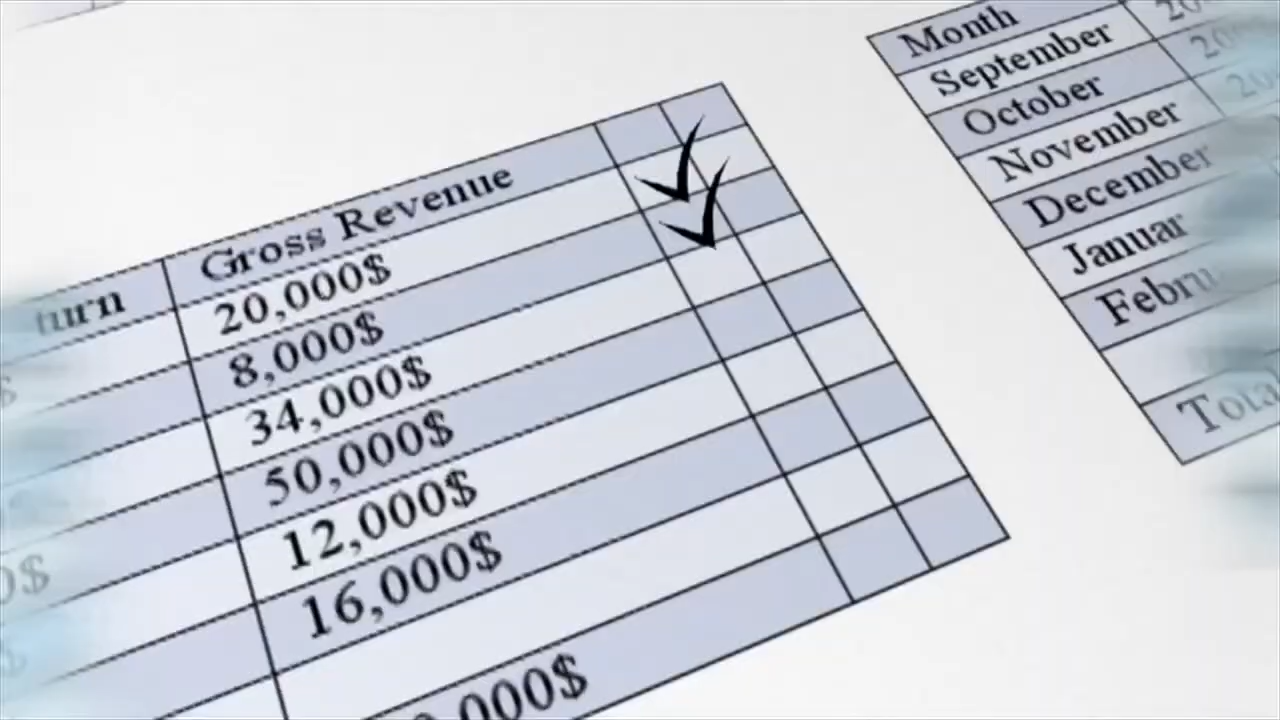 Gross Revenue
20,000$
8,000$
34,000$
50,000$
12,000$
16,000$
Month
September
October
November
December